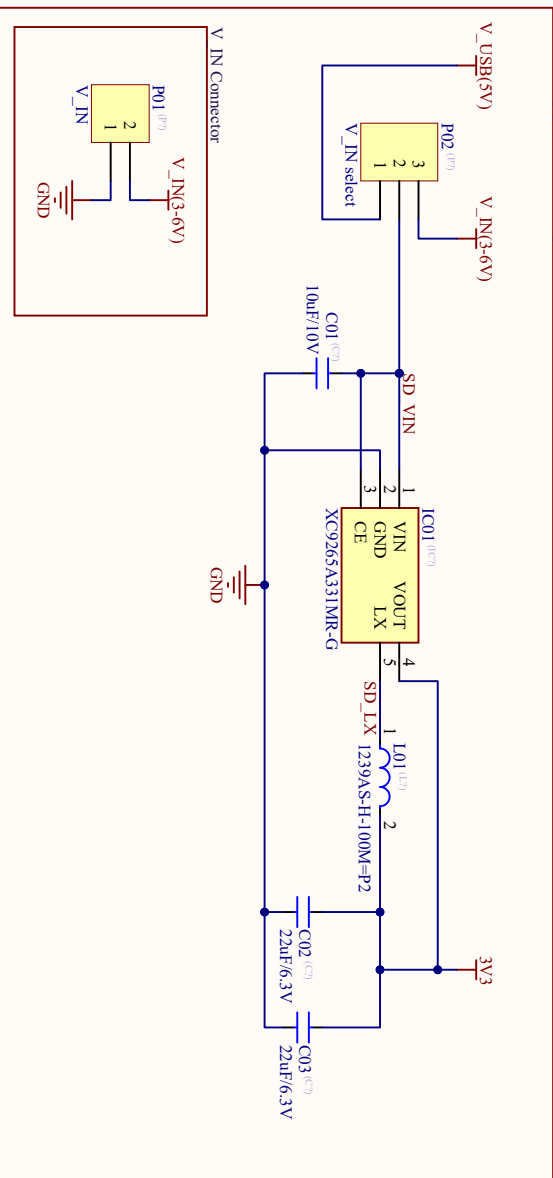 V_USB(5V)
V_IN(3-6V)
P02 (P?)
3
2
1
V_IN select
V_IN Connector
P01 (P?)
2
1
V_IN
V_IN(3-6V)
GND
SD_VIN
C01 (C?)
10uF/10V
IC01 (IC?)
1
2
3
VIN
GND
CE
VOUT
LX
4
5
XC9265A331MR-G
GND
SD_LX
L01 (L?)
1
2
1239AS-H-100M=P2
3V3
C02 (C?)
22uF/6.3V
C03 (C?)
22uF/6.3V